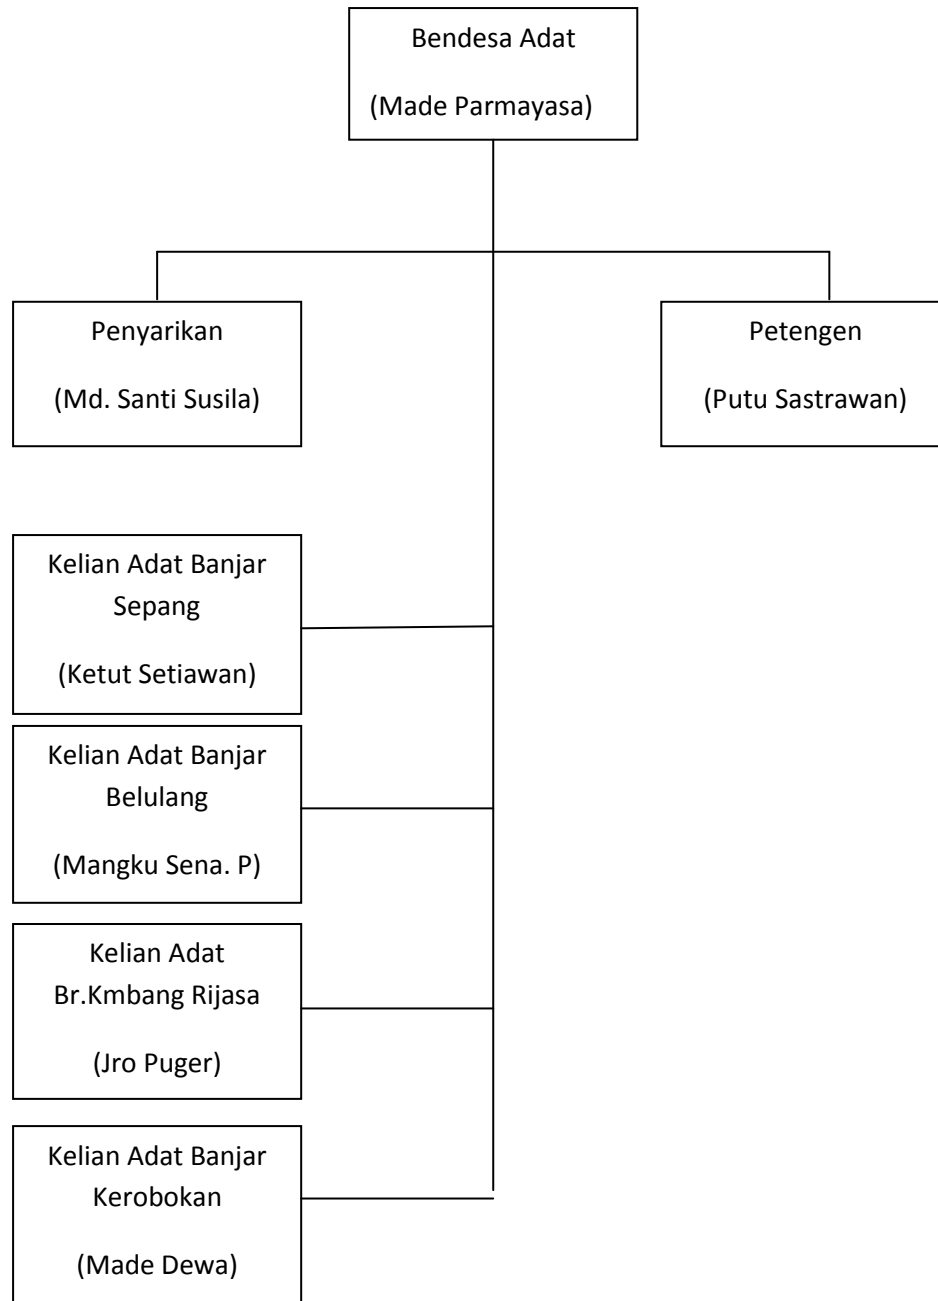 Bendesa Adat
(Made Parmayasa)
Penyarikan
(Md. Santi Susila)
Petengen
(Putu Sastrawan)
Kelian Adat Banjar
Sepang
(Ketut Setiawan)
Kelian Adat Banjar
Belulang
(Mangku Sena. P)
Kelian Adat
Br.Kmbang Rijasa
(Jro Puger)
Kelian Adat Banjar
Kerobokan
(Made Dewa)